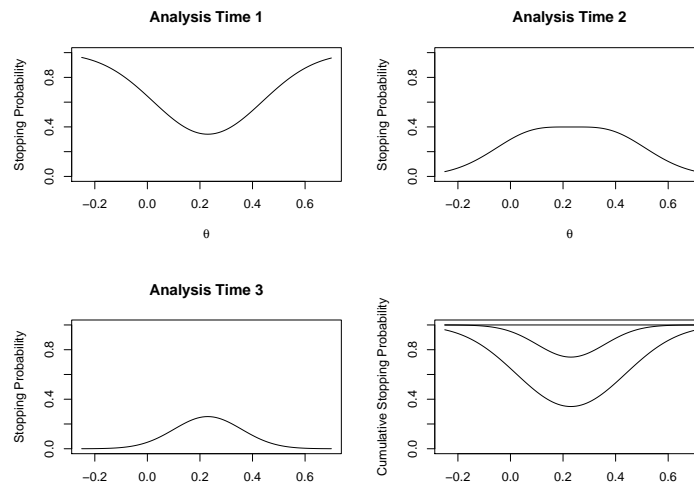 Analysis Time 1
Stopping Probability
0.0 0.4 0.8
−0.2 0.0 0.2 0.4 0.6
θ
Analysis Time 2
Stopping Probability
0.0 0.4 0.8
−0.2 0.0 0.2 0.4 0.6
θ
Analysis Time 3
Stopping Probability
0.0 0.4 0.8
−0.2 0.0 0.2 0.4 0.6
Cumulative Stopping Probability
0.0 0.4 0.8
−0.2 0.0 0.2 0.4 0.6